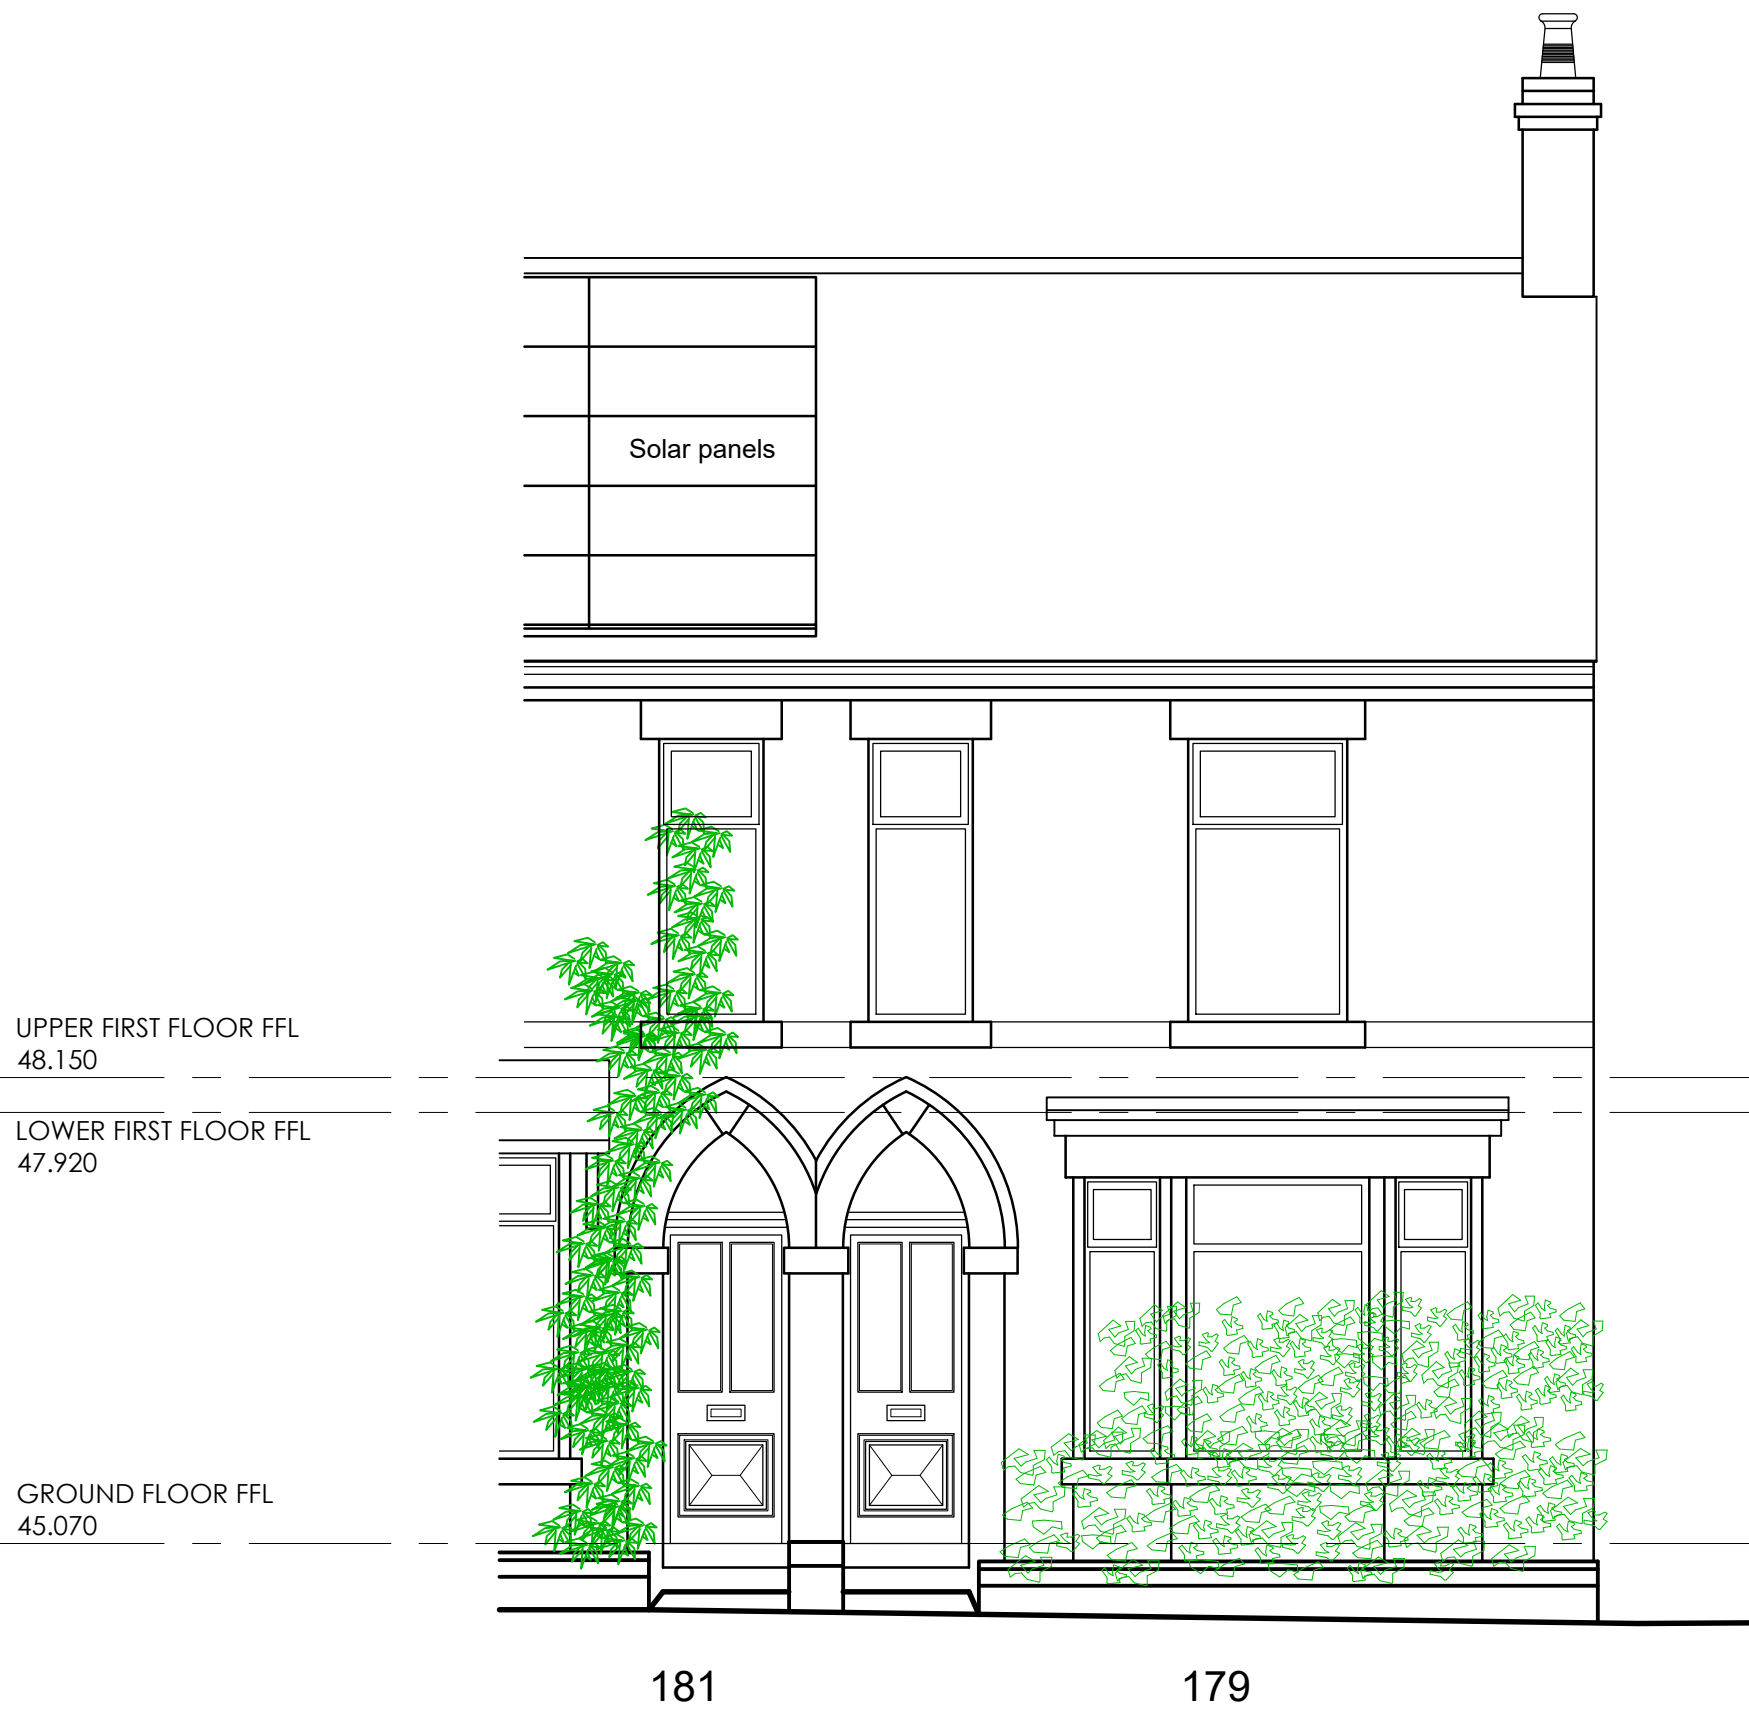 Solar panels
UPPER FIRST FLOOR FFL
48.150
LOWER FIRST FLOOR FFL
47.920
GROUND FLOOR FFL
45.070
181
179